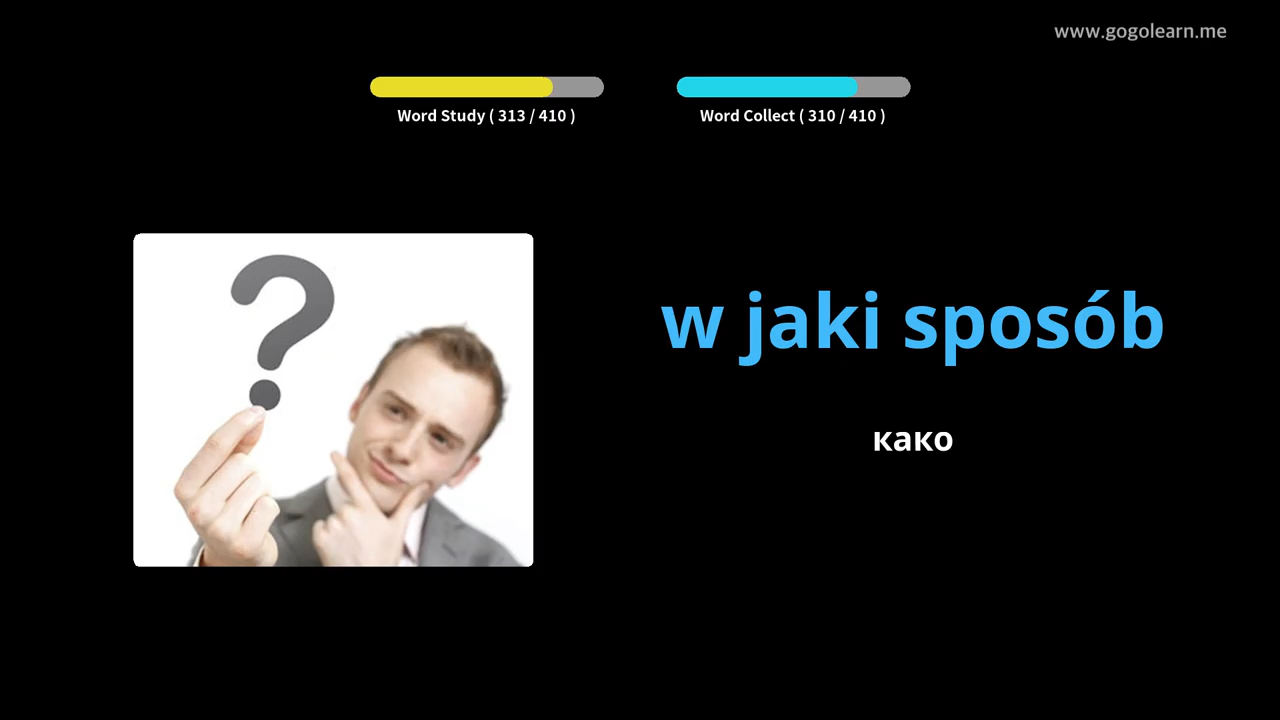 www.gogolearn.me
Word Study ( 313 / 410 )
Word Collect ( 310 / 410 )
w jaki sposób
како